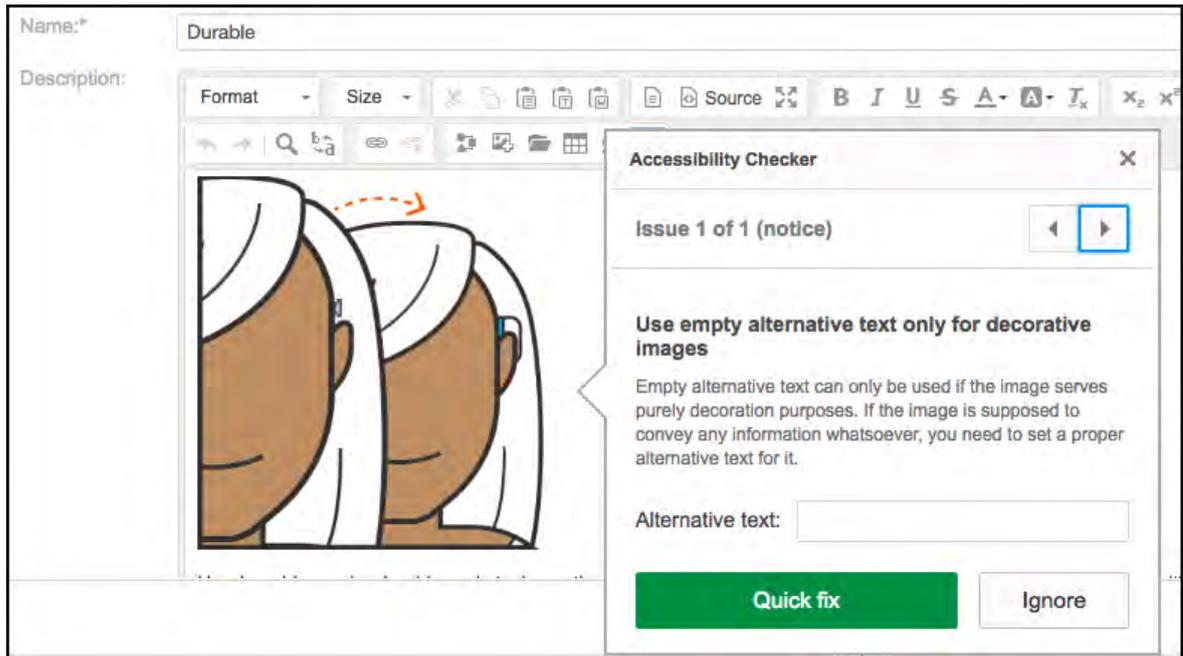 Name:*
Durable
Description:
Format
Size
Source
B I U S A A Tx x₂ x²
Accessibility Checker
Issue 1 of 1 (notice)
Use empty alternative text only for decorative
images
Empty alternative text can only be used if the image serves
purely decoration purposes. If the image is supposed to
convey any information whatsoever, you need to set a proper
alternative text for it.
Alternative text:
Quick fix
Ignore